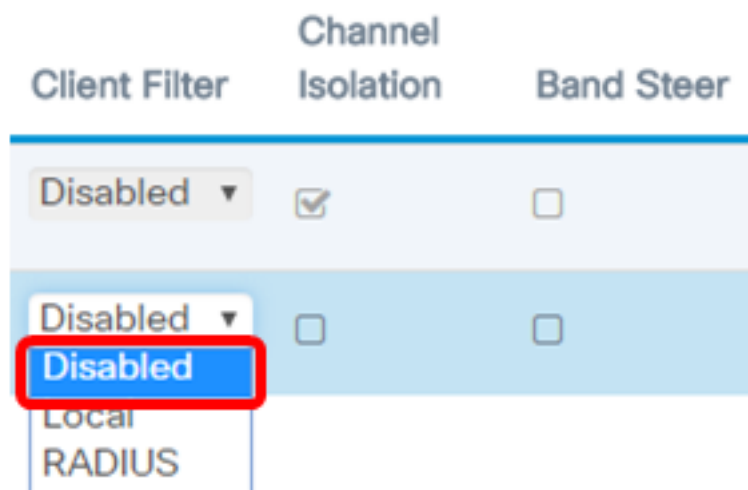 Channel
Client Filter Isolation Band Steer
Disabled ▼
Disabled ▼
Disabled
Local
RADIUS